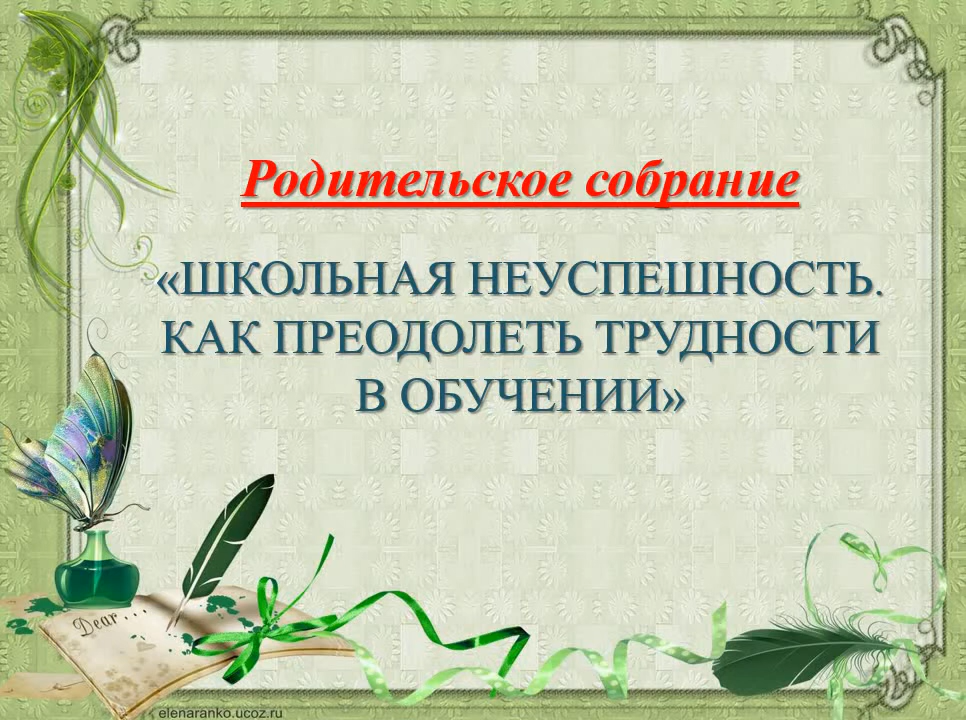 Родительское собрание
«ШКОЛЬНАЯ НЕУСПЕШНОСТЬ.
КАК ПРЕОДОЛЕТЬ ТРУДНОСТИ
В ОБУЧЕНИИ»
Dear...
elenaranko.ucoz.ru